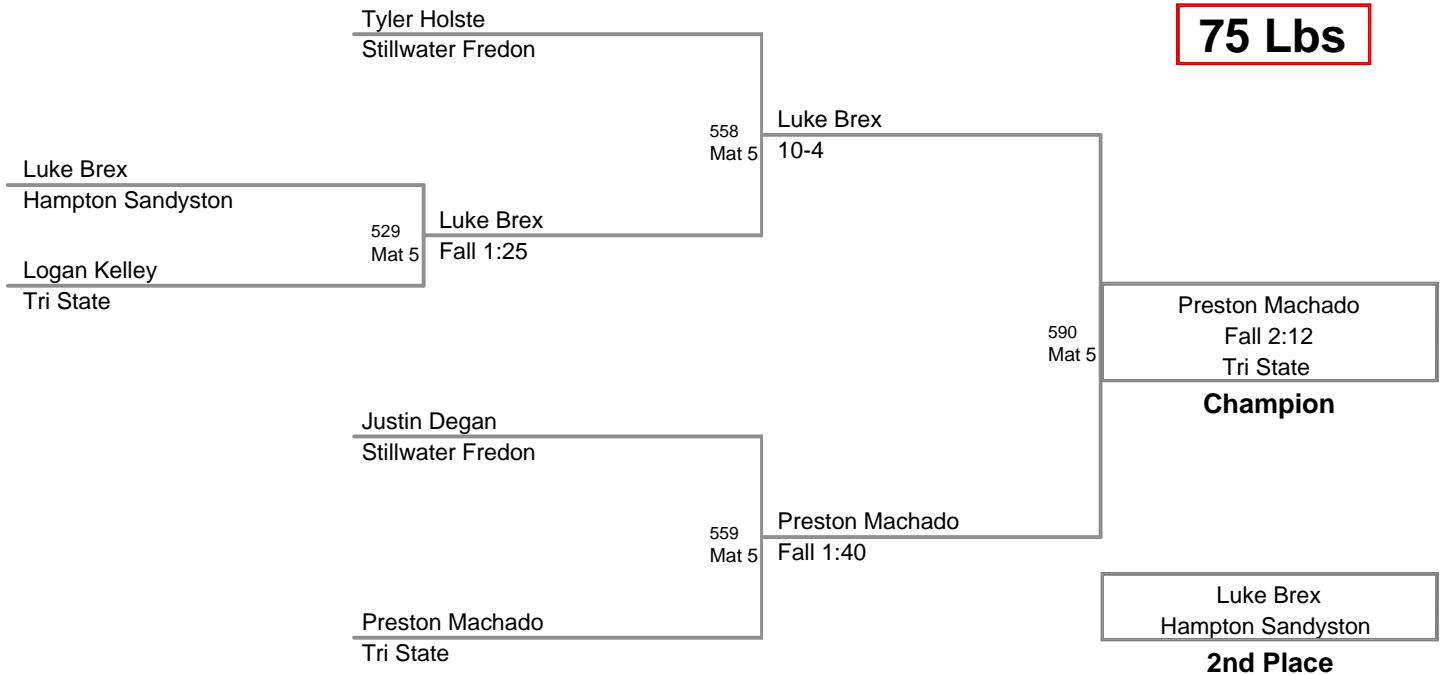 Tyler Holste
Stillwater Fredon
75 Lbs
Luke Brex
Hampton Sandyston
Logan Kelley
Tri State
529
Mat 5
Luke Brex
Fall 1:25
558
Mat 5
Luke Brex
10-4
Justin Degan
Stillwater Fredon
Preston Machado
Tri State
559
Mat 5
Preston Machado
Fall 1:40
590
Mat 5
Preston Machado
Fall 2:12
Tri State
Champion
Luke Brex
Hampton Sandyston
2nd Place